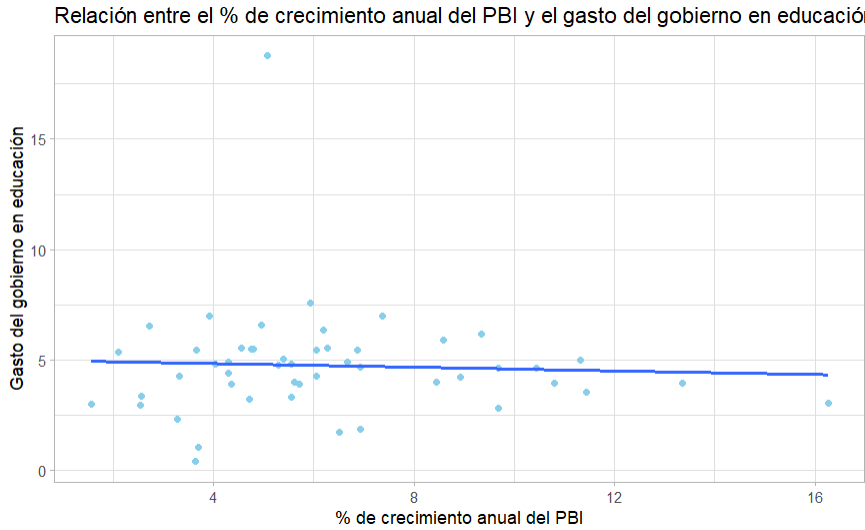 Relación entre el % de crecimiento anual del PBI y el gasto del gobierno en educació
Gasto del gobierno en educación
15
10
5
0
4
8
12
16
% de crecimiento anual del PBI